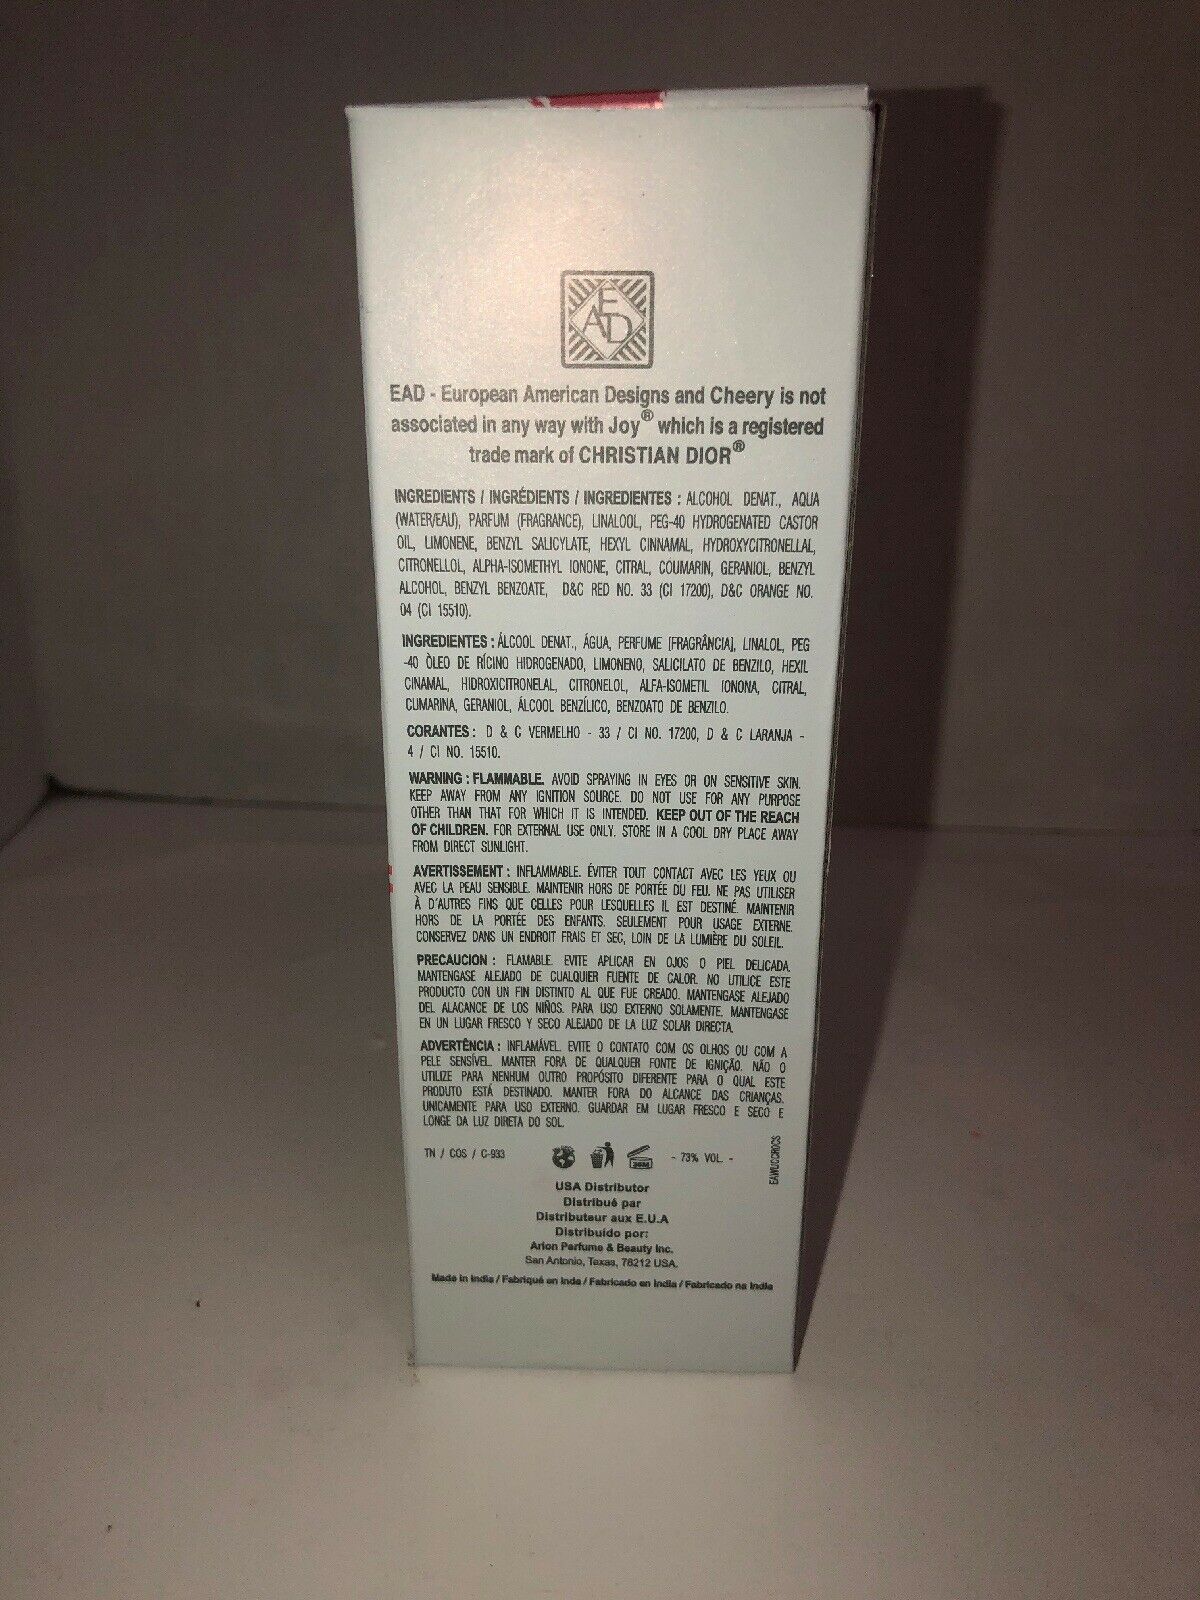 EAD
EAD - European American Designs and Cheery is not
associated in any way with Joy® which is a registered
trade mark of CHRISTIAN DIOR®
INGREDIENTS / INGRÉDIENTS / INGREDIENTES : ALCOHOL DENAT., AQUA
(WATER/EAU), PARFUM (FRAGRANCE), LINALOOL, PEG-40 HYDROGENATED CASTOR
OIL, LIMONENE, BENZYL SALICYLATE, HEXYL CINNAMAL, HYDROXYCITRONELLAL,
CITRONELLOL, ALPHA-ISOMETHYL IONONE, CITRAL, COUMARIN, GERANIOL, BENZYL
ALCOHOL, BENZYL BENZOATE, D&C RED NO. 33 (CI 17200), D&C ORANGE NO.
04 (CI 15510).
INGREDIENTES : ÁLCOOL DENAT., ÁGUA, PERFUME [FRAGRÂNCIA], LINALOL, PEG
-40 ÒLEO DE RÍCINO HIDROGENADO, LIMONENO, SALICILATO DE BENZILO, HEXIL
CINAMAL, HIDROXICITRONELAL, CITRONELOL, ALFA-ISOMETIL IONONA, CITRAL,
CUMARINA, GERANIOL, ÁLCOOL BENZÍLICO, BENZOATO DE BENZILO.
CORANTES : D & C VERMELHO - 33 / CI NO. 17200, D & C LARANJA -
4 / CI NO. 15510.
WARNING : FLAMMABLE. AVOID SPRAYING IN EYES OR ON SENSITIVE SKIN.
KEEP AWAY FROM ANY IGNITION SOURCE. DO NOT USE FOR ANY PURPOSE
OTHER THAN THAT FOR WHICH IT IS INTENDED. KEEP OUT OF THE REACH
OF CHILDREN. FOR EXTERNAL USE ONLY. STORE IN A COOL DRY PLACE AWAY
FROM DIRECT SUNLIGHT.
AVERTISSEMENT : INFLAMMABLE. ÉVITER TOUT CONTACT AVEC LES YEUX OU
AVEC LA PEAU SENSIBLE. MAINTENIR HORS DE PORTÉE DU FEU. NE PAS UTILISER
À D'AUTRES FINS QUE CELLES POUR LESQUELLES IL EST DESTINÉ. MAINTENIR
HORS DE LA PORTÉE DES ENFANTS. SEULEMENT POUR USAGE EXTERNE.
CONSERVEZ DANS UN ENDROIT FRAIS ET SEC, LOIN DE LA LUMIÈRE DU SOLEIL.
PRECAUCION : FLAMABLE. EVITE APLICAR EN OJOS O PIEL DELICADA.
MANTENGASE ALEJADO DE CUALQUIER FUENTE DE CALOR. NO UTILICE ESTE
PRODUCTO CON UN FIN DISTINTO AL QUE FUE CREADO. MANTENGASE ALEJADO
DEL ALACANCE DE LOS NIÑOS. PARA USO EXTERNO SOLAMENTE. MANTENGASE
EN UN LUGAR FRESCO Y SECO ALEJADO DE LA LUZ SOLAR DIRECTA.
ADVERTÊNCIA : INFLAMÁVEL. EVITE O CONTATO COM OS OLHOS OU COM A
PELE SENSÍVEL. MANTER FORA DE QUALQUER FONTE DE IGNIÇÃO. NÃO O
UTILIZE PARA NENHUM OUTRO PROPÓSITO DIFERENTE PARA O QUAL ESTE
PRODUTO ESTÁ DESTINADO. MANTER FORA DO ALCANCE DAS CRIANÇAS.
UNICAMENTE PARA USO EXTERNO. GUARDAR EM LUGAR FRESCO E SECO E
LONGE DA LUZ DIRETA DO SOL.
TN / COS / C-933 36M - 73% VOL. -
USA Distributor
Distribué par
Distributeur aux E.U.A
Distribuido por:
Arion Perfume & Beauty Inc.
San Antonio, Texas, 78212 USA.
Made in India / Fabriqué en Inde / Fabricado en India / Fabricado na India